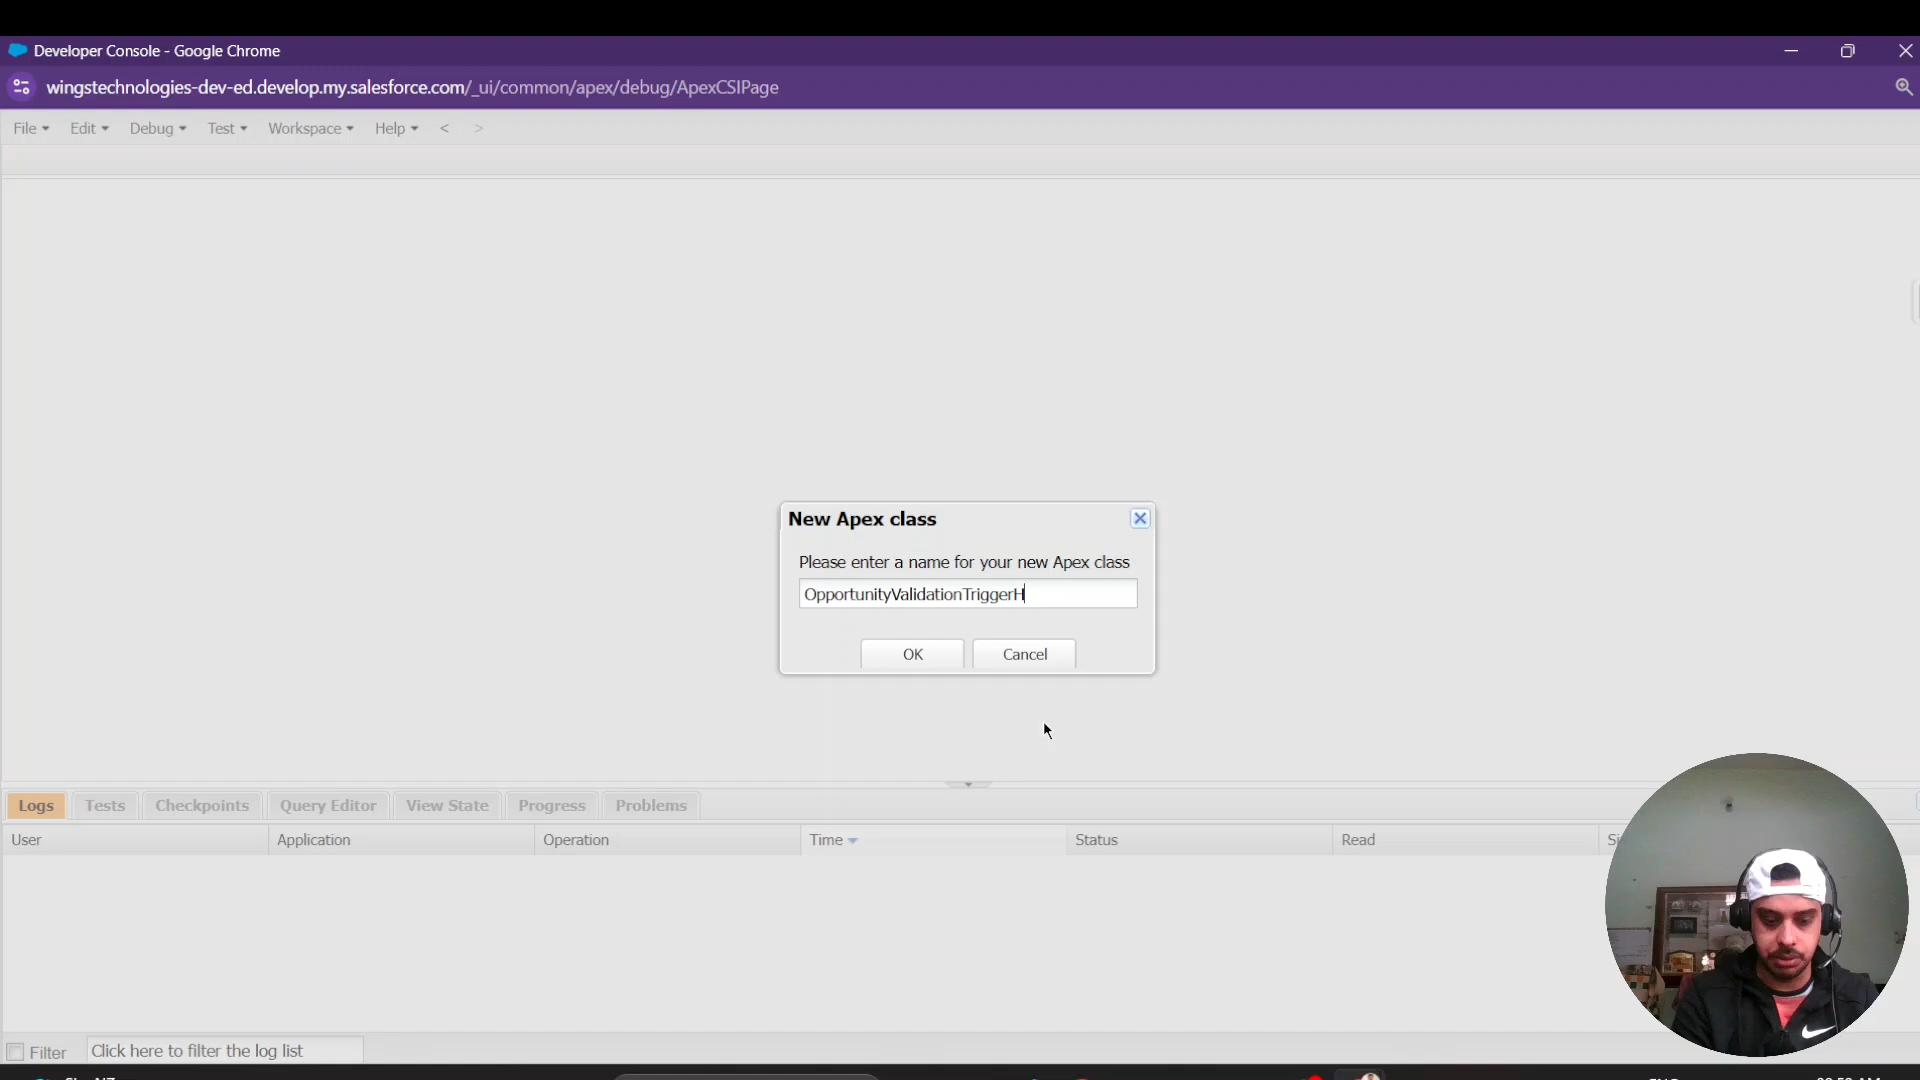 Developer Console - Google Chrome
wingstechnologies-dev-ed.develop.my.salesforce.com/_ui/common/apex/debug/ApexCSIPage
File Edit Debug Test Workspace Help < >
New Apex class
Please enter a name for your new Apex class
OpportunityValidationTriggerH
OK Cancel
Logs Tests Checkpoints Query Editor View State Progress Problems
User Application Operation Time Status Read
Filter Click here to filter the log list